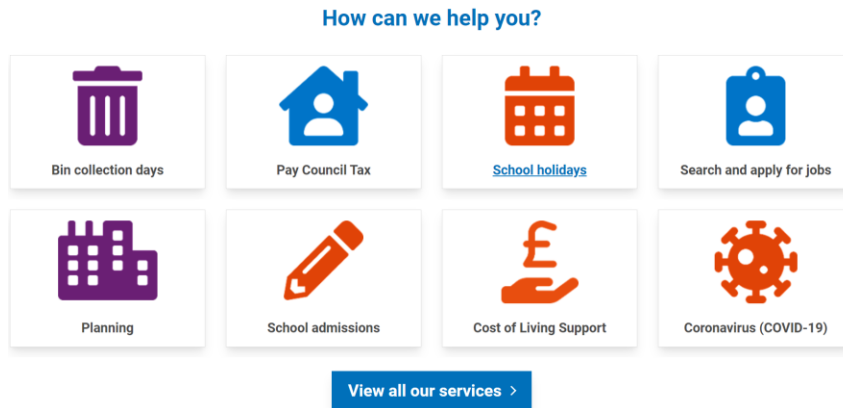 How can we help you?
Bin collection days
Pay Council Tax
School holidays
Search and apply for jobs
£
Planning
School admissions
Cost of Living Support
Coronavirus (COVID-19)
View all our services >